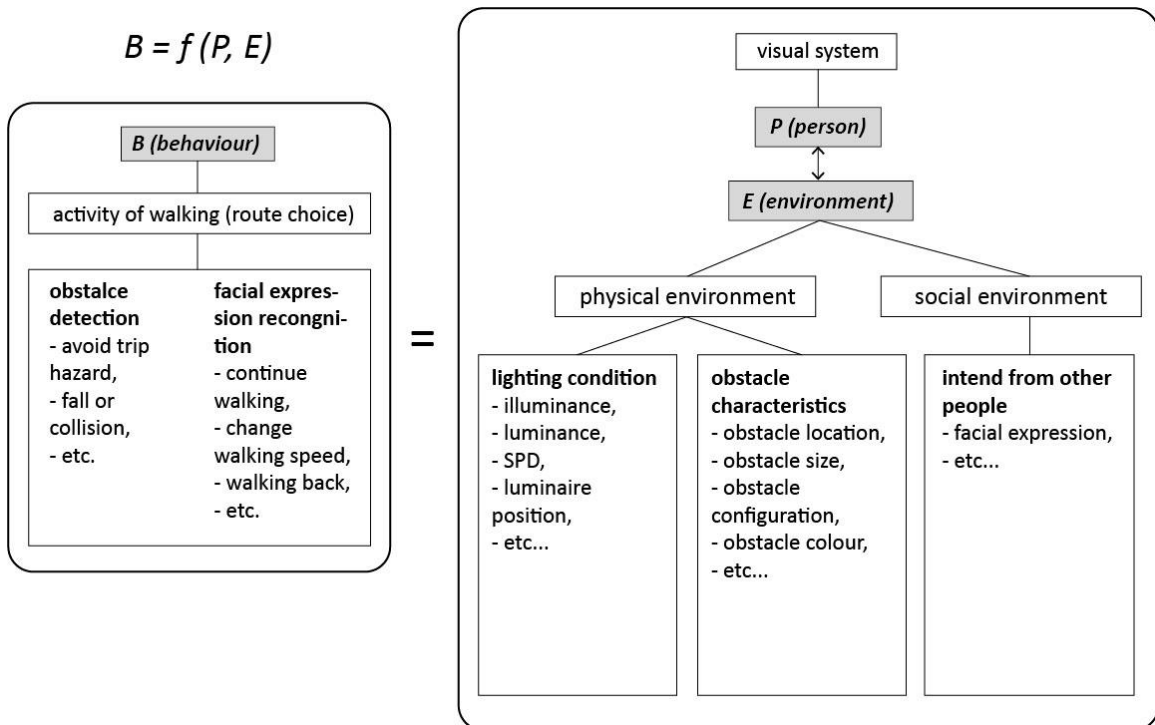 B = f (P, E)
B (behaviour)
activity of walking (route choice)
obstalce
detection
- avoid trip
hazard,
- fall or
collision,
- etc.
facial expres-
sion recongni-
tion
- continue
walking,
- change
walking speed,
- walking back,
- etc.
=
visual system
P (person)
E (environment)
physical environment
social environment
lighting condition
- illuminance,
- luminance,
- SPD,
- luminaire
position,
- etc...
obstacle
characteristics
- obstacle location,
- obstacle size,
- obstacle
configuration,
- obstacle colour,
- etc...
intend from other
people
- facial expression,
- etc...